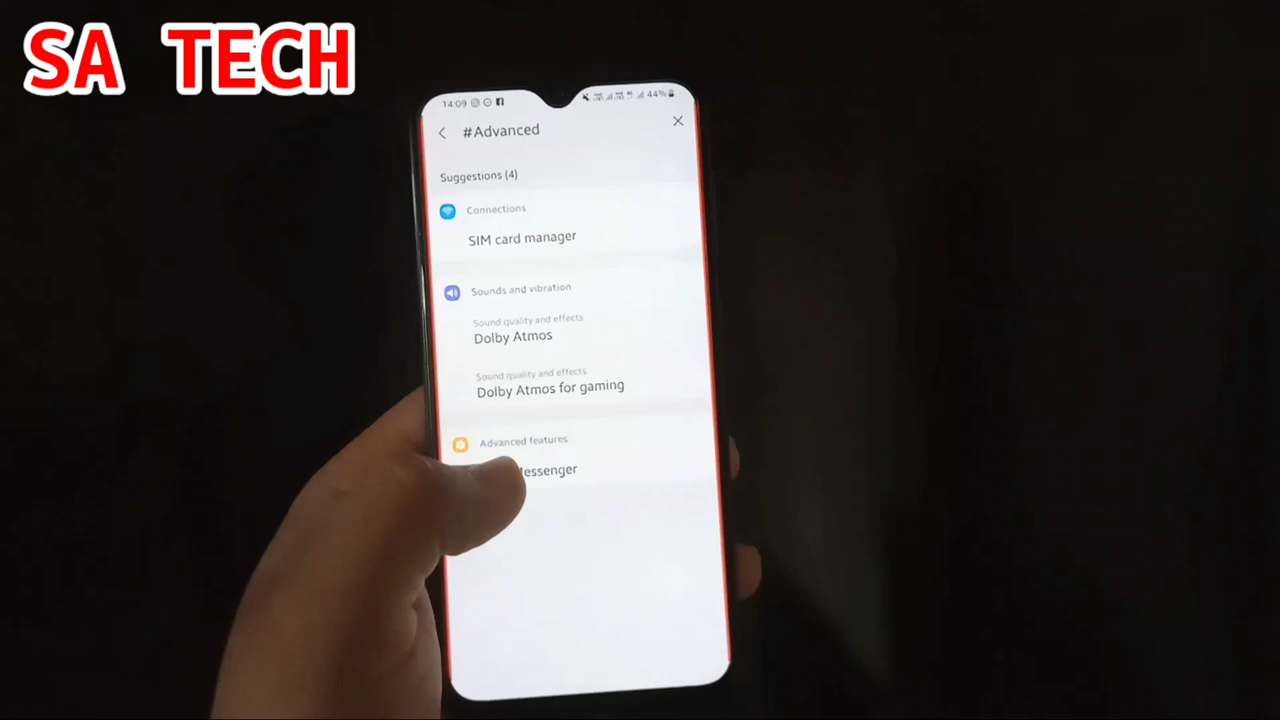 SA TECH
14:09 44%
#Advanced
Suggestions (4)
Connections
SIM card manager
Sounds and vibration
Sound quality and effects
Dolby Atmos
Sound quality and effects
Dolby Atmos for gaming
Advanced features
Messenger